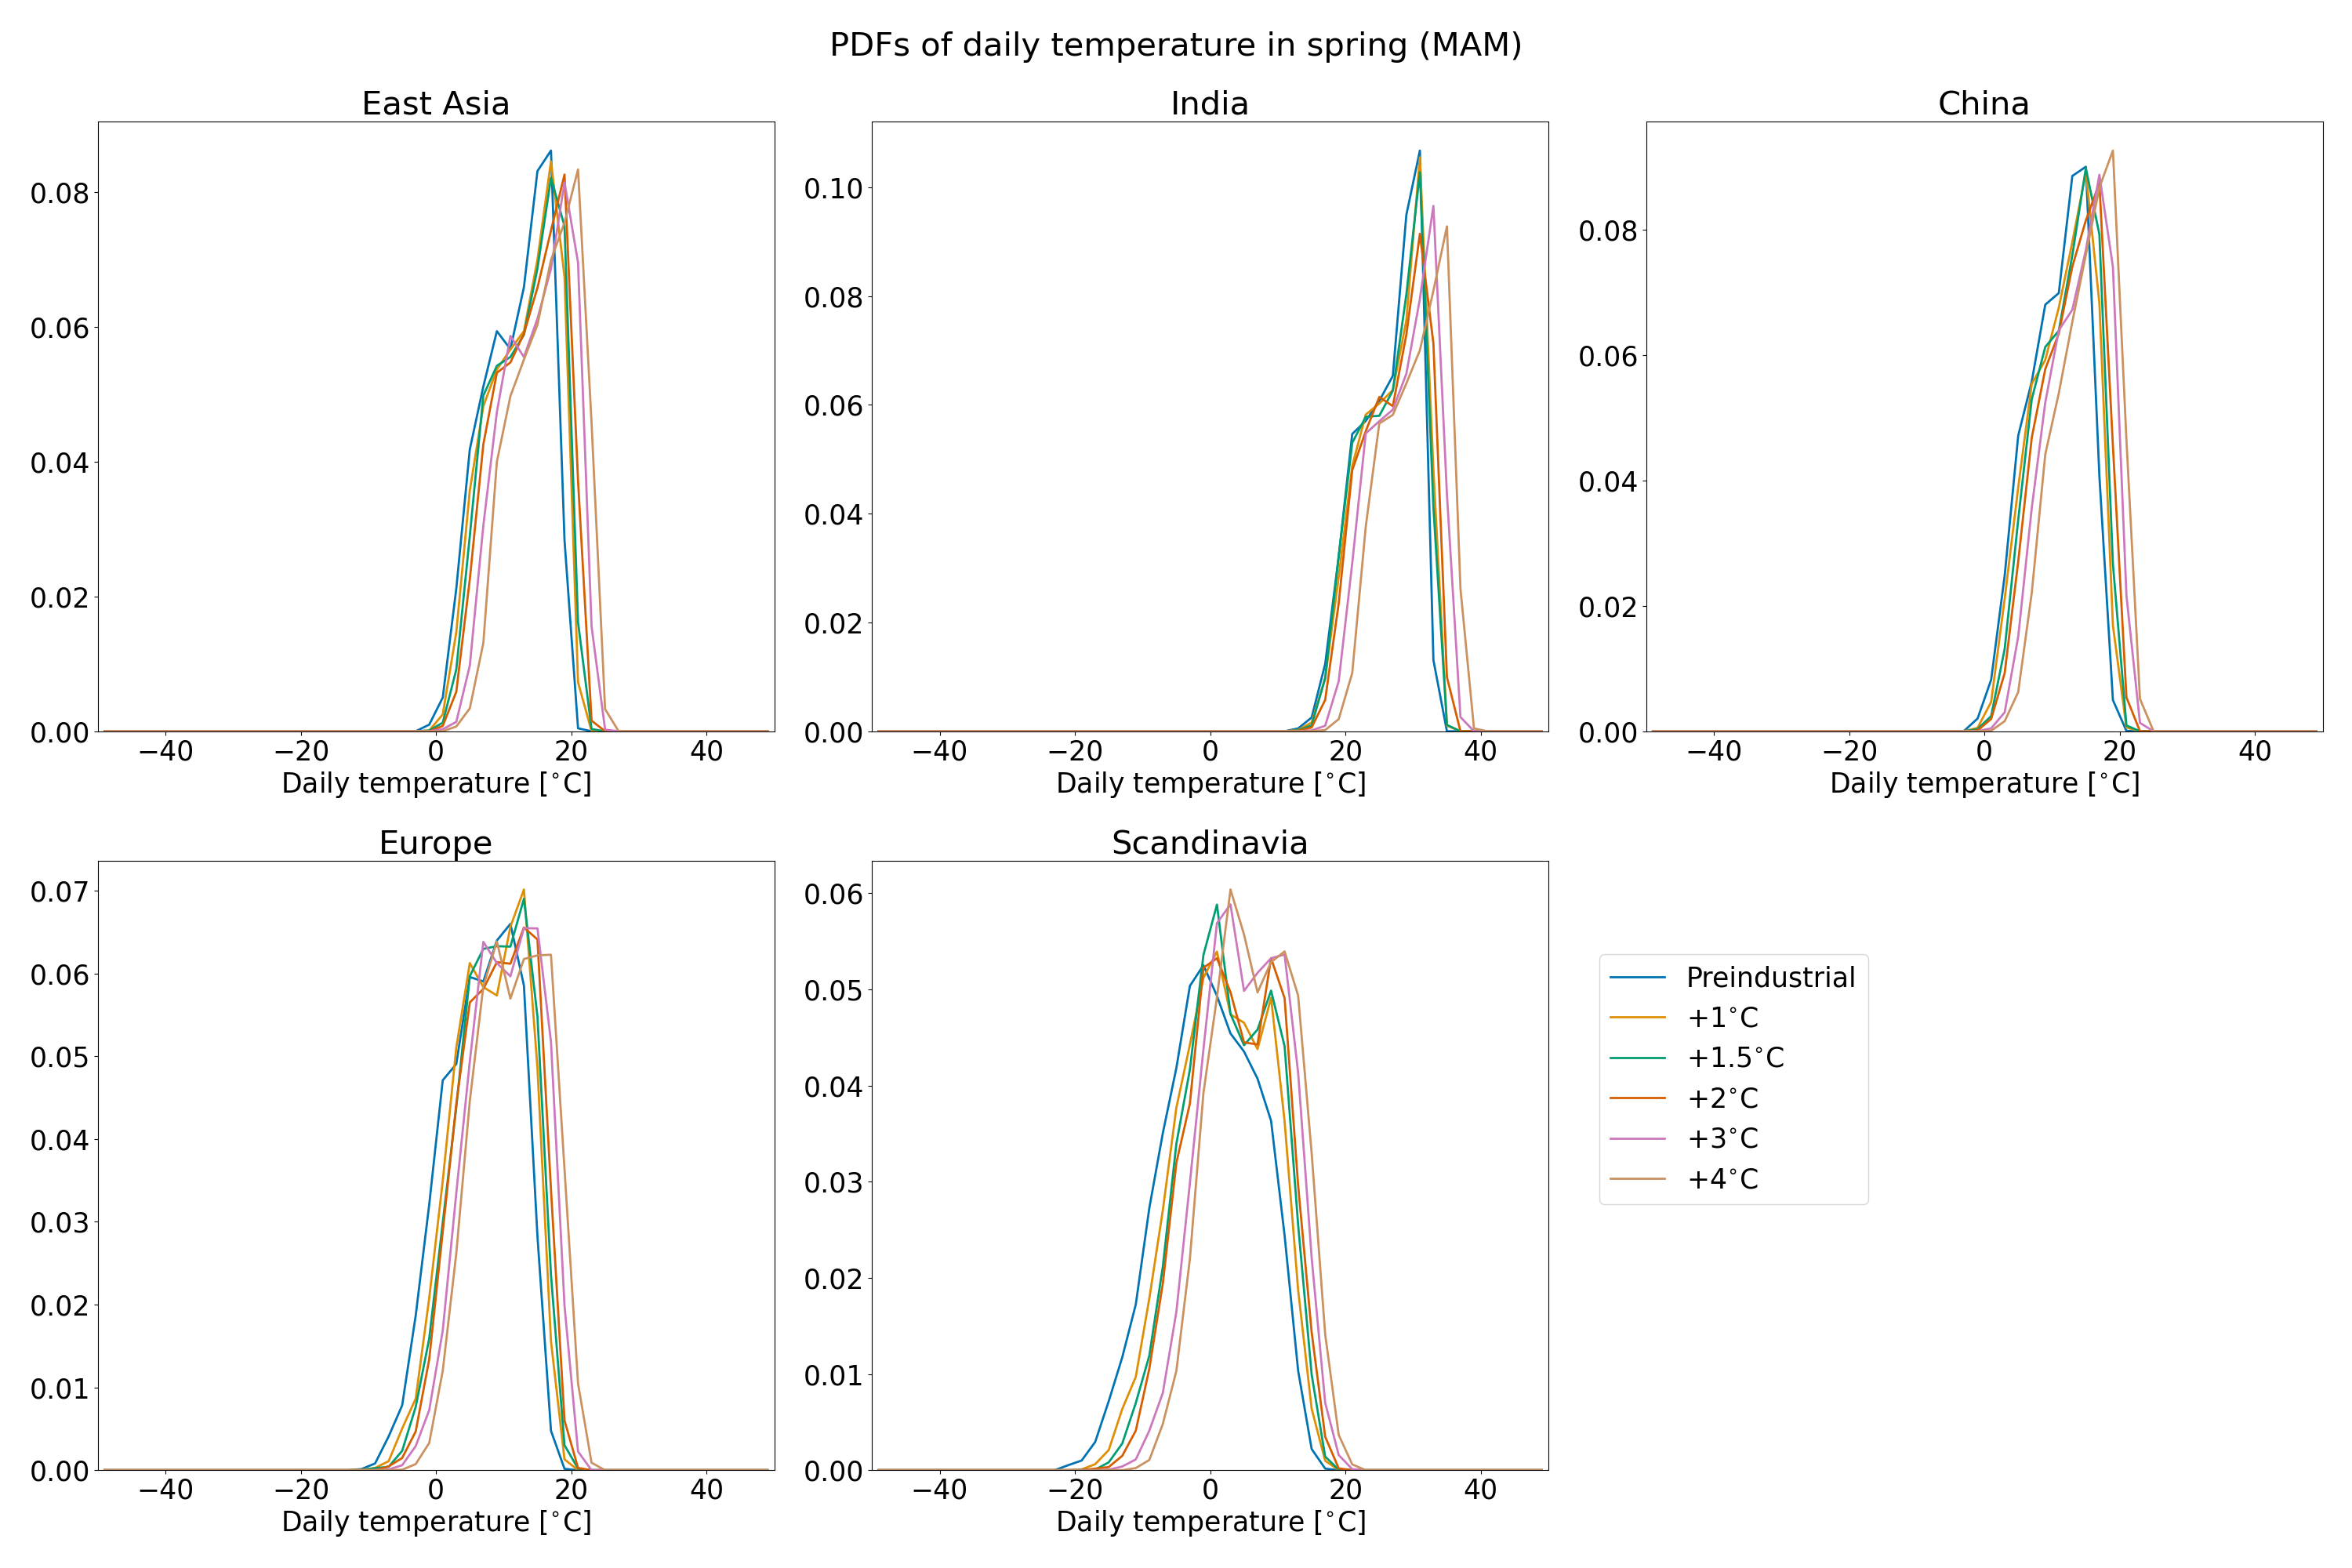 PDFs of daily temperature in spring (MAM)
East Asia
0.08
0.06
0.04
0.02
0.00
−40 −20 0 20 40
Daily temperature [°C]
India
0.10
0.08
0.06
0.04
0.02
0.00
−40 −20 0 20 40
Daily temperature [°C]
China
0.08
0.06
0.04
0.02
0.00
−40 −20 0 20 40
Daily temperature [°C]
Europe
0.07
0.06
0.05
0.04
0.03
0.02
0.01
0.00
−40 −20 0 20 40
Daily temperature [°C]
Scandinavia
0.06
0.05
0.04
0.03
0.02
0.01
0.00
−40 −20 0 20 40
Daily temperature [°C]
Preindustrial
+1°C
+1.5°C
+2°C
+3°C
+4°C